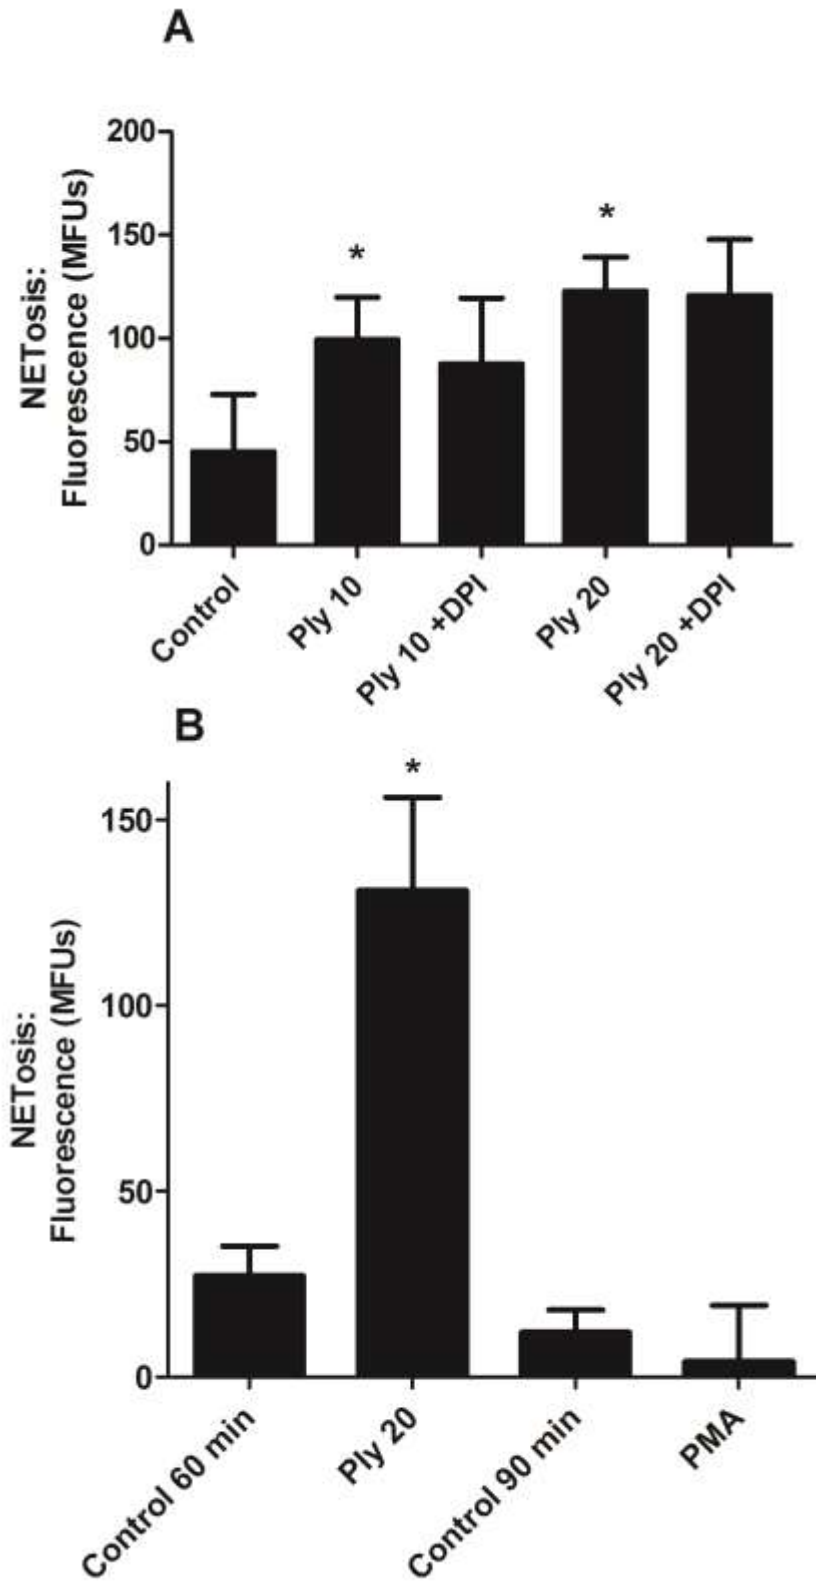 A
NETosis:
Fluorescence (MFUs)
200
150
100
50
0
*
*
Control
Ply 10
Ply 10 +DPI
Ply 20
Ply 20 +DPI
B
NETosis:
Fluorescence (MFUs)
150
100
50
0
*
Control 60 min
Ply 20
Control 90 min
PMA